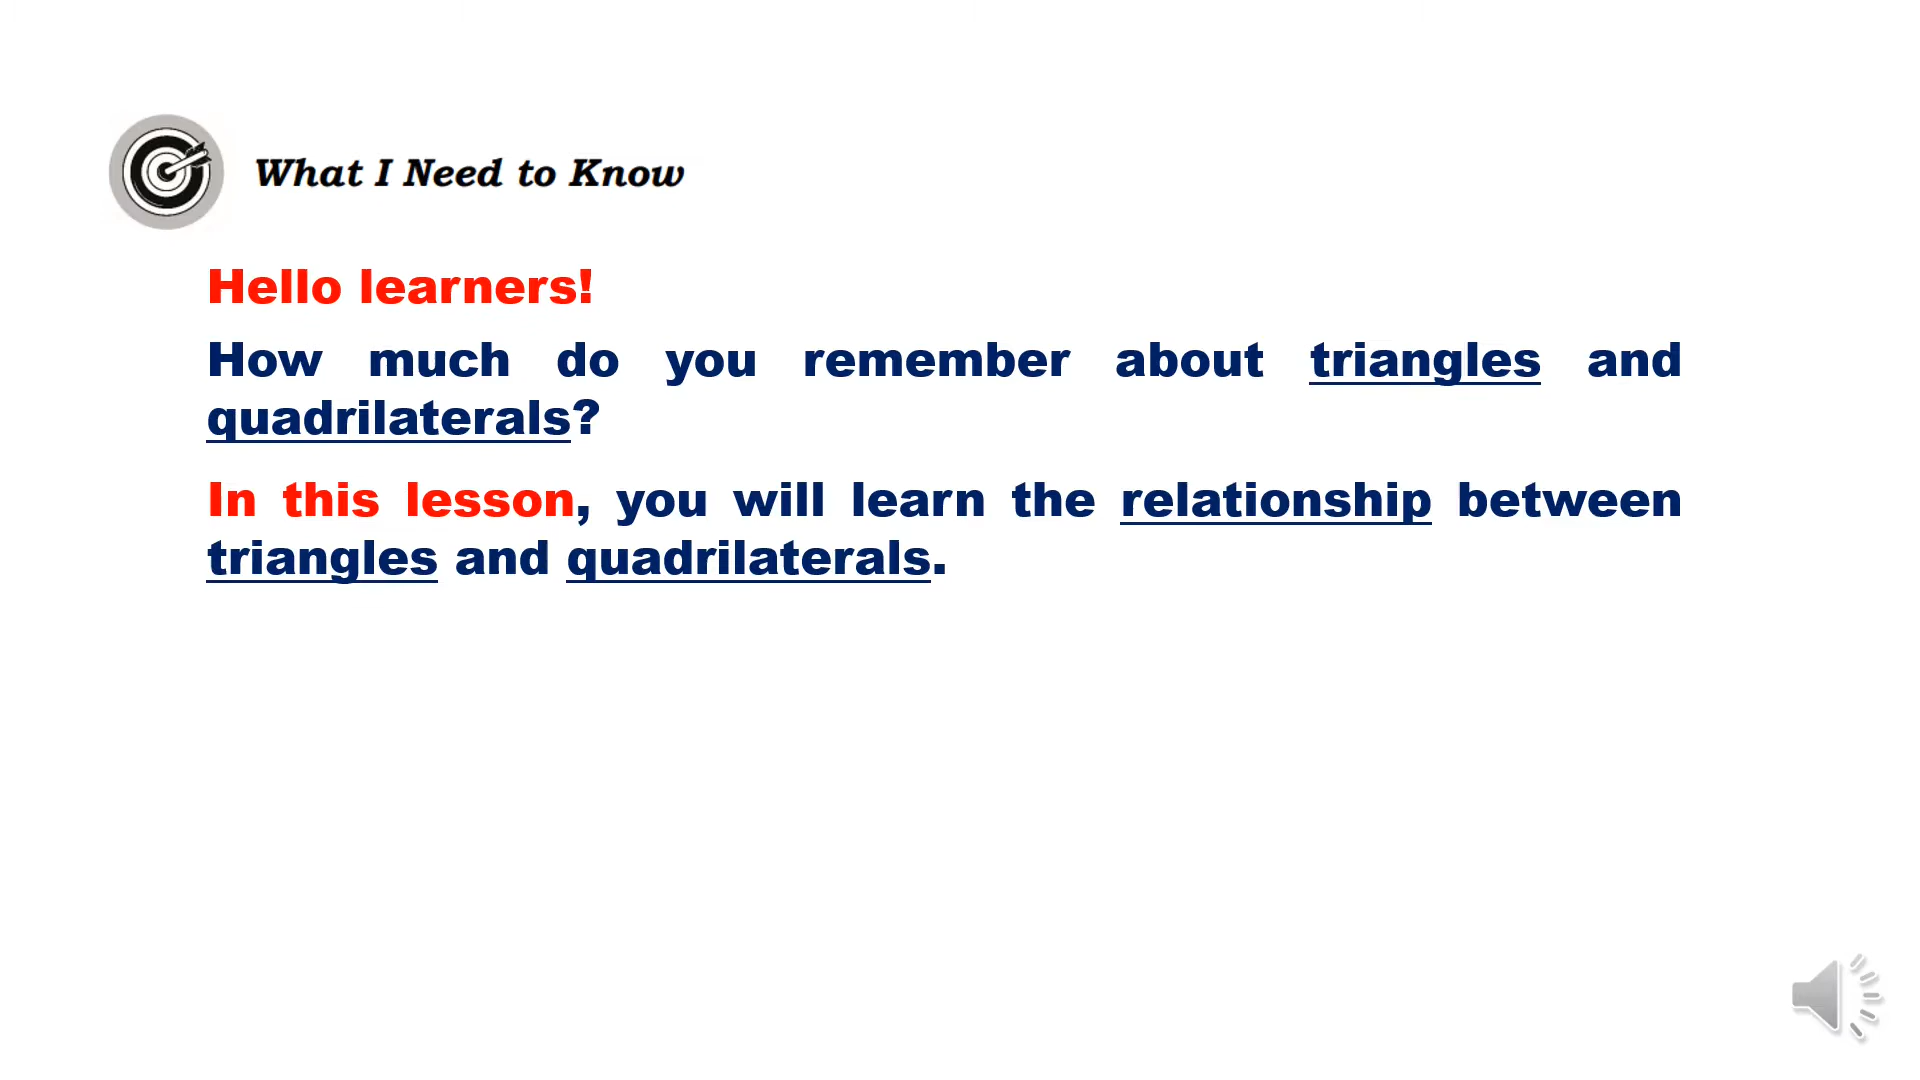 What I Need to Know
Hello learners!
How much do you remember about triangles and
quadrilaterals?
In this lesson, you will learn the relationship between
triangles and quadrilaterals.